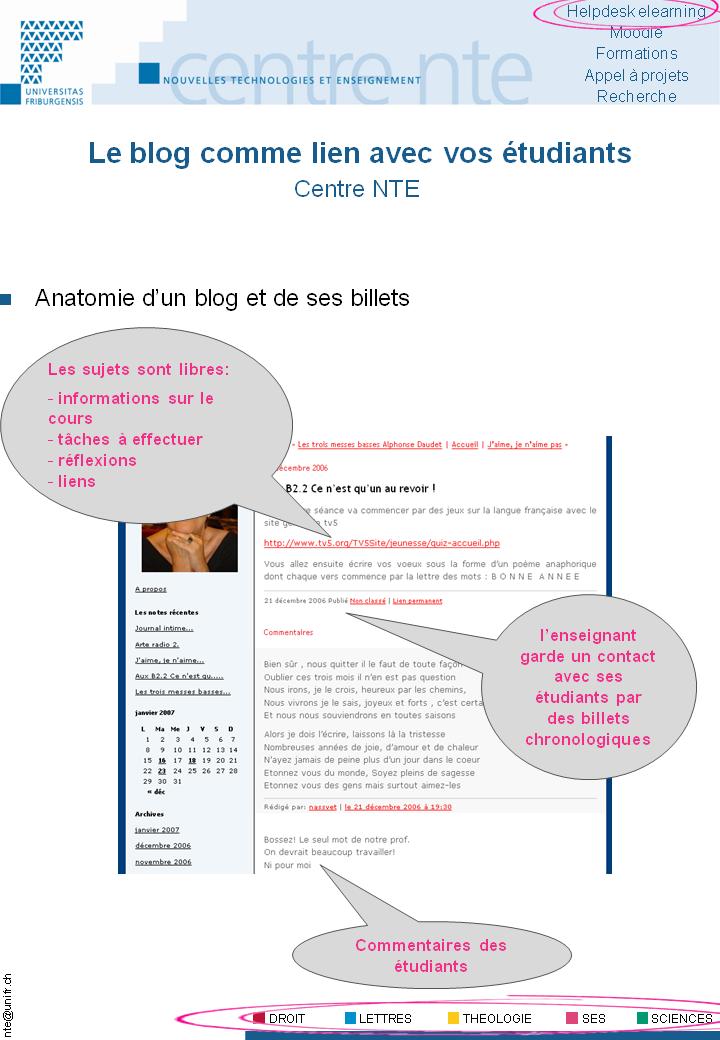 Helpdesk elearning
Moodle
Formations
Appel à projets
Recherche
UNIVERSITAS
FRIBURGENSIS
NOUVELLES TECHNOLOGIES ET ENSEIGNEMENT
centre nte
Le blog comme lien avec vos étudiants
Centre NTE
Anatomie d'un blog et de ses billets
Les sujets sont libres:
- informations sur le
cours
- tâches à effectuer
- réflexions
- liens
« Les trois messes basses Alphonse Daudet | Accueil | J'aime, je n'aime pas »
décembre 2006
B2.2 Ce n'est qu'un au revoir !
séance va commencer par des jeux sur la langue française avec le
site tv5
http://www.tv5.org/TV5Site/jeunesse/quiz-accueil.php
Vous allez ensuite écrire vos voeux sous la forme d'un poème anaphorique
dont chaque vers commence par la lettre des mots : B O N N E A N N E E
21 décembre 2006 Publié Non classé | Lien permanent
Commentaires
Bien sûr , nous quitter il le faut de toute façon
Oublier ces trois mois il n'en est pas question
Nous irons, je le crois, heureux par les chemins,
Nous vivrons je le sais, joyeux et forts , c'est certa
Et nous nous souviendrons en toutes saisons
Alors je dois l'écrire, laissons là la tristesse
Nombreuses années de joie, d'amour et de chaleur
N'ayez jamais de peine plus d'un jour dans le coeur
Etonnez vous du monde, Soyez pleins de sagesse
Etonnez vous des gens mais surtout aimez-les
Rédigé par: nassvet | le 21 décembre 2006 à 19:30
Bossez! Le seul mot de notre prof.
On devrait beaucoup travailler!
Ni pour moi
A propos
Les notes récentes
Journal intime...
Arte radio 2.
J'aime, je n'aime...
Aux B2.2 Ce n'est qu.....
Les trois messes basses...
janvier 2007
L Ma Me J V S D
1 2 3 4 5 6 7
8 9 10 11 12 13 14
15 16 17 18 19 20 21
22 23 24 25 26 27 28
29 30 31
« déc
Archives
janvier 2007
décembre 2006
novembre 2006
l'enseignant
garde un contact
avec ses
étudiants par
des billets
chronologiques
Commentaires des
étudiants
nte@unifr.ch
DROIT LETTRES THEOLOGIE SES SCIENCES